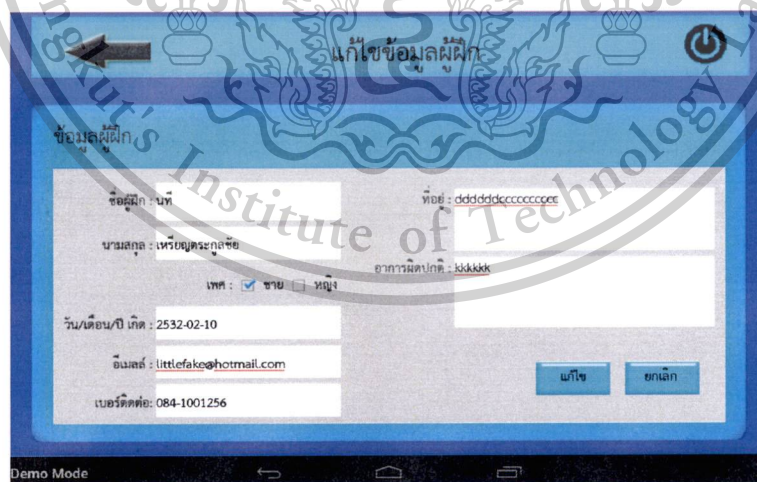 แก้ไขข้อมูลผู้ฝึก
ข้อมูลผู้ฝึก
ชื่อผู้ฝึก : นที
นามสกุล : เหรียญตระกูลชัย
เพศ : ชาย หญิง
วัน/เดือน/ปี เกิด : 2532-02-10
อีเมลล์ : littlefake@hotmail.com
เบอร์ติดต่อ: 084-1001256
ที่อยู่ : ddddddcccccccccc
อาการผิดปกติ : kkkkkk
แก้ไข ยกเลิก
Demo Mode
Institute of Technology